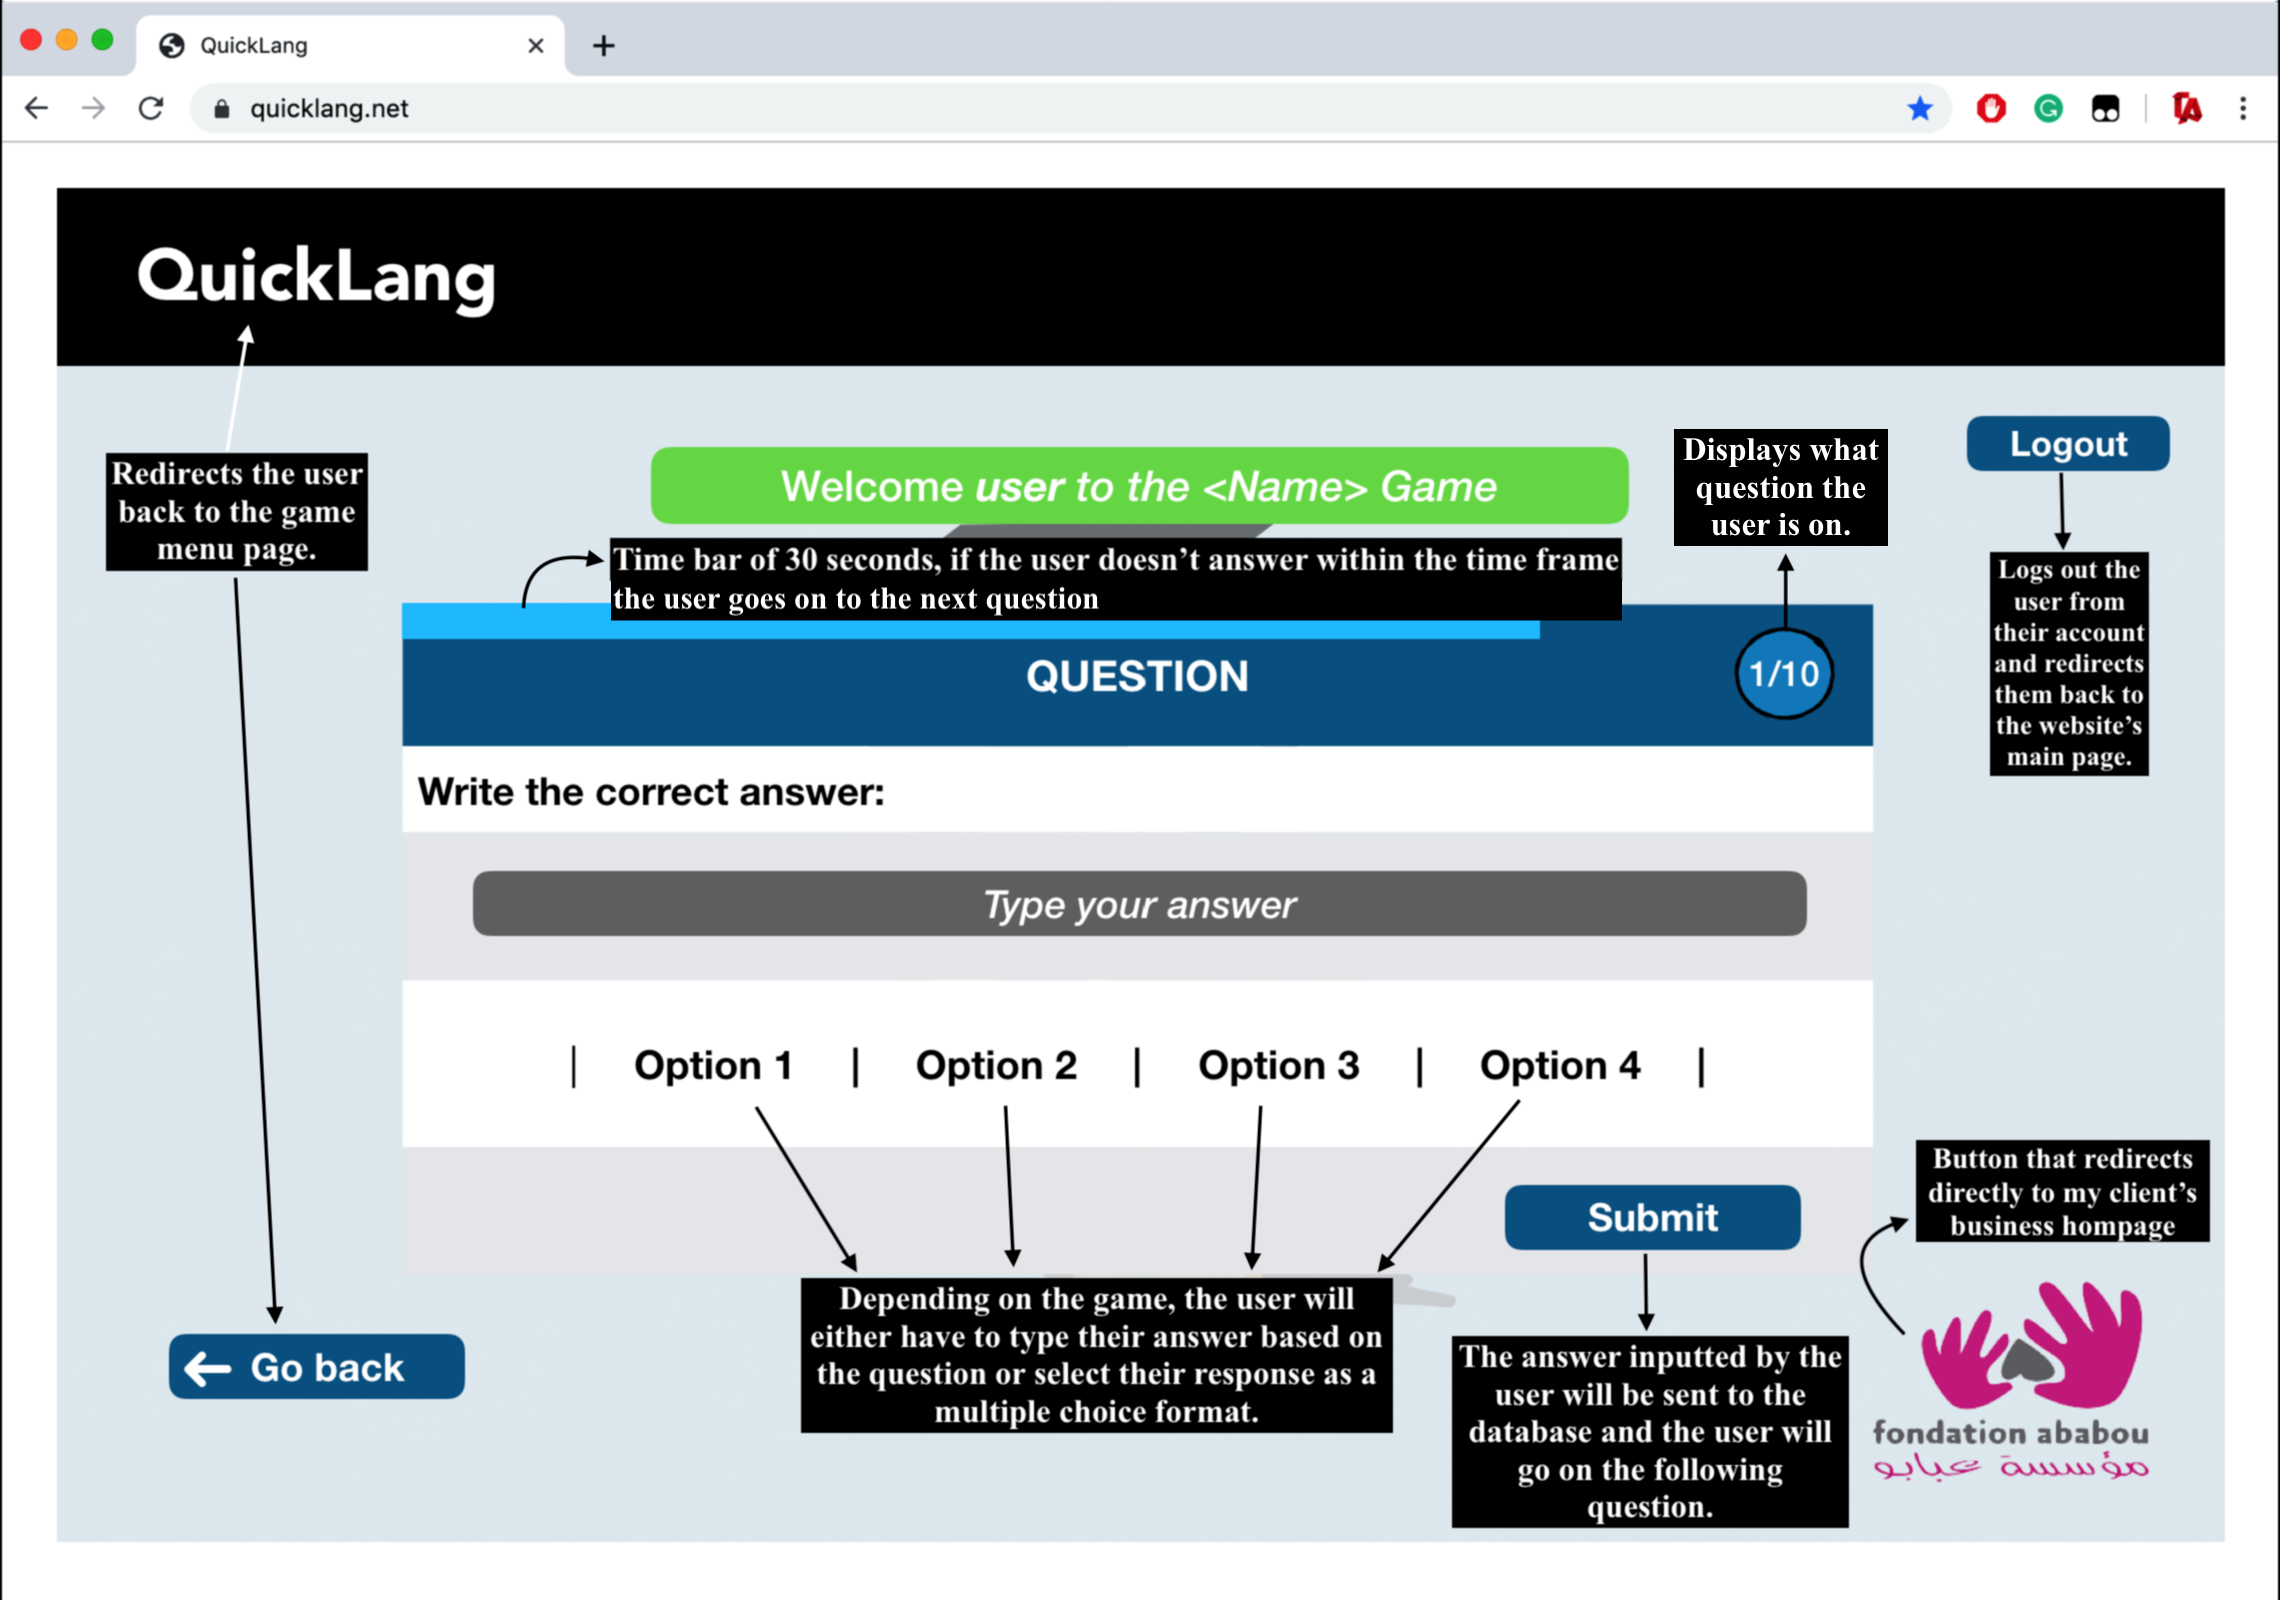 QuickLang
quicklang.net
QuickLang
Redirects the user
back to the game
menu page.
Welcome user to the <Name> Game
Displays what
question the
user is on.
Logout
Time bar of 30 seconds, if the user doesn’t answer within the time frame
the user goes on to the next question
Logs out the
user from
their account
and redirects
them back to
the website’s
main page.
QUESTION
1/10
Write the correct answer:
Type your answer
| Option 1 | Option 2 | Option 3 | Option 4 |
Submit
Button that redirects
directly to my client’s
business hompage
Depending on the game, the user will
either have to type their answer based on
the question or select their response as a
multiple choice format.
Go back
The answer inputted by the
user will be sent to the
database and the user will
go on the following
question.
fondation ababou
مؤسسة عبابو